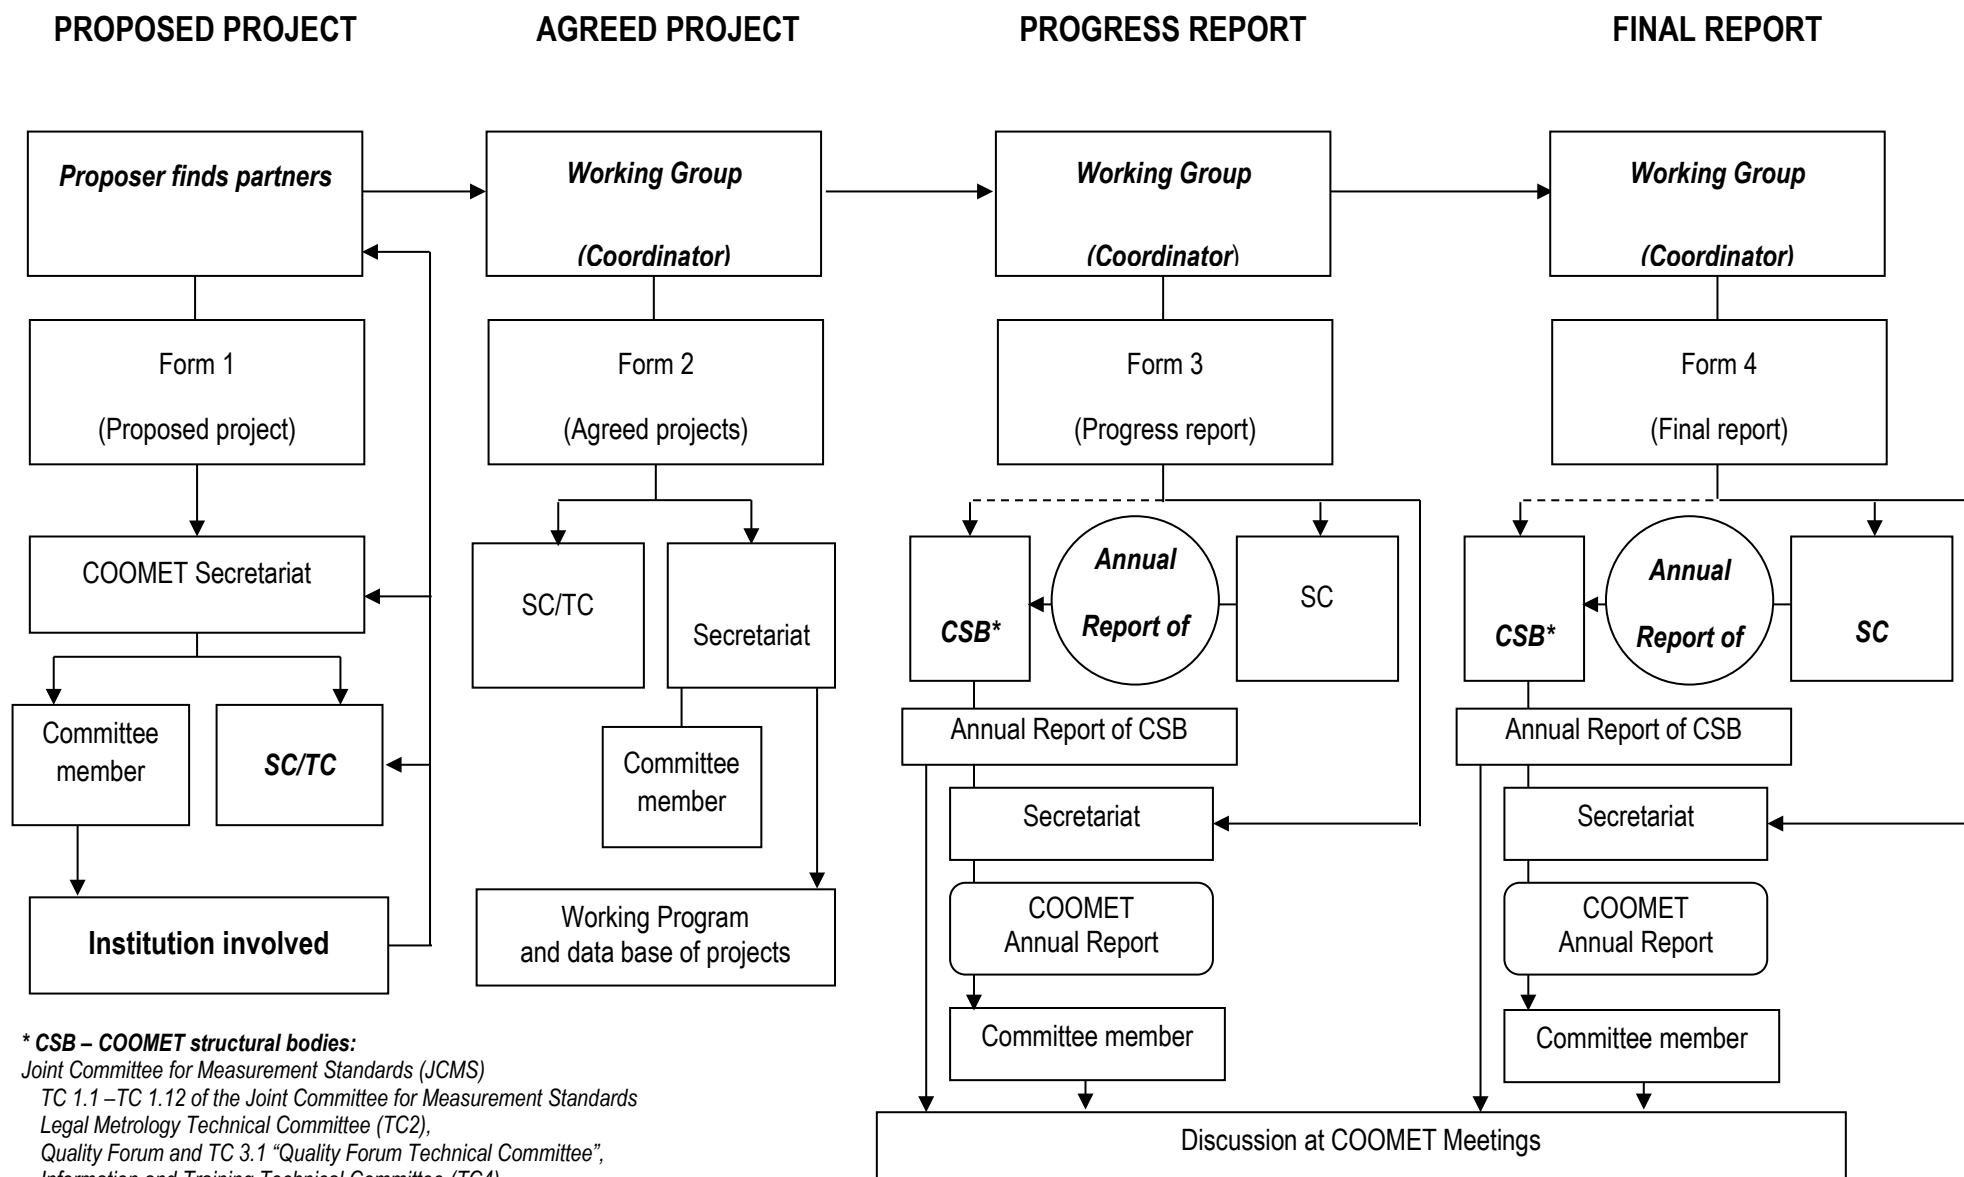 PROPOSED PROJECT
AGREED PROJECT
PROGRESS REPORT
FINAL REPORT
Proposer finds partners
Working Group
(Coordinator)
Working Group
(Coordinator)
Working Group
(Coordinator)
Form 1
(Proposed project)
Form 2
(Agreed projects)
Form 3
(Progress report)
Form 4
(Final report)
COOMET Secretariat
SC/TC
Secretariat
CSB*
Annual
Report of
SC
CSB*
Annual
Report of
SC
Committee
member
SC/TC
Committee
member
Annual Report of CSB
Annual Report of CSB
Secretariat
Secretariat
Institution involved
Working Program
and data base of projects
COOMET
Annual Report
COOMET
Annual Report
Committee member
Committee member
* CSB – COOMET structural bodies:
Joint Committee for Measurement Standards (JCMS)
TC 1.1 –TC 1.12 of the Joint Committee for Measurement Standards
Legal Metrology Technical Committee (TC2),
Quality Forum and TC 3.1 “Quality Forum Technical Committee”,
Information and Training Technical Committee (TC4)
Discussion at COOMET Meetings